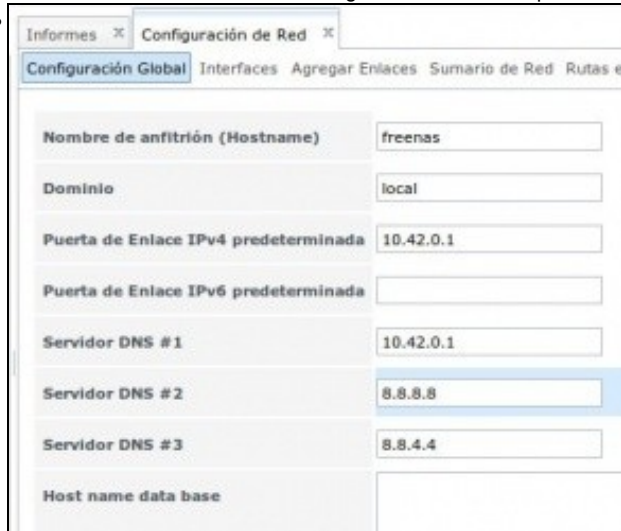 Informes Configuración de Red
Configuración Global Interfaces Agregar Enlaces Sumario de Red Rutas e
Nombre de anfitrión (Hostname) freenas
Dominio local
Puerta de Enlace IPv4 predeterminada 10.42.0.1
Puerta de Enlace IPv6 predeterminada
Servidor DNS #1 10.42.0.1
Servidor DNS #2 8.8.8.8
Servidor DNS #3 8.8.4.4
Host name data base